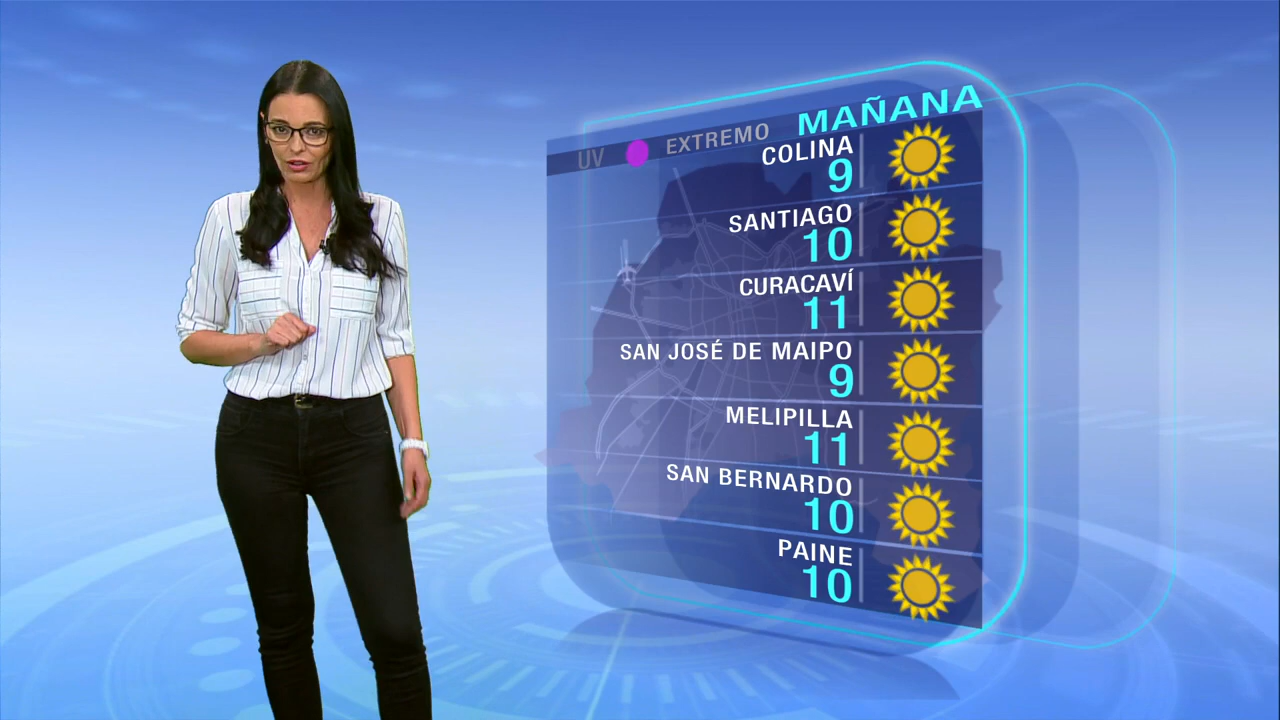 MAÑANA
UV EXTREMO
COLINA
9
SANTIAGO
10
CURACAVÍ
11
SAN JOSÉ DE MAIPO
9
MELIPILLA
11
SAN BERNARDO
10
PAINE
10